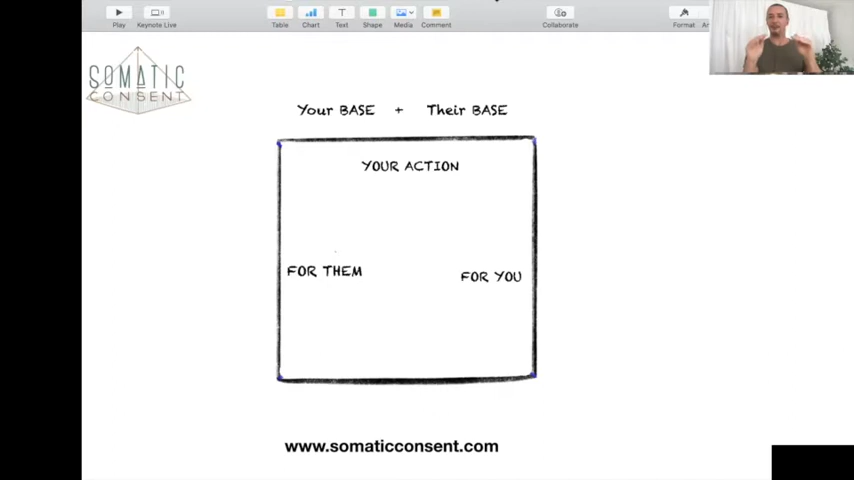 Play
Keynote Live
Table
Chart
Text
Shape
Media
Comment
Collaborate
Format
SOMATIC
CONSENT
Your BASE + Their BASE
YOUR ACTION
FOR THEM
FOR YOU
www.somaticconsent.com